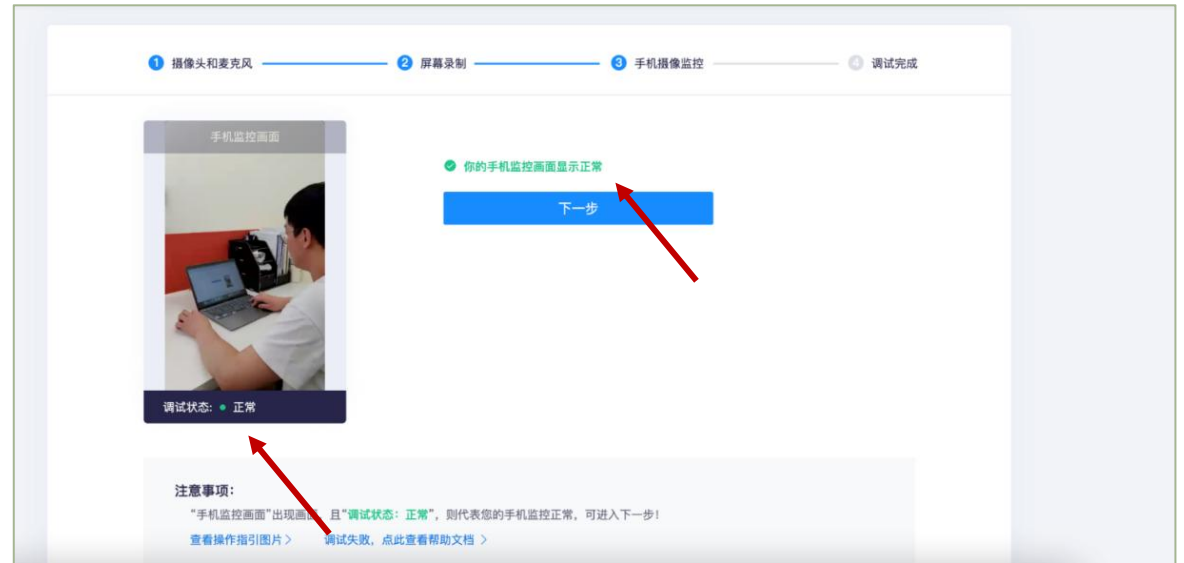 1 摄像头和麦克风 2 屏幕录制 3 手机摄像监控 4 调试完成
手机监控画面
你的手机监控画面显示正常
下一步
调试状态: 正常
注意事项：
“手机监控画面”出现画面，且“调试状态：正常”，则代表您的手机监控正常，可进入下一步！
查看操作指引图片 > 调试失败，点此查看帮助文档 >